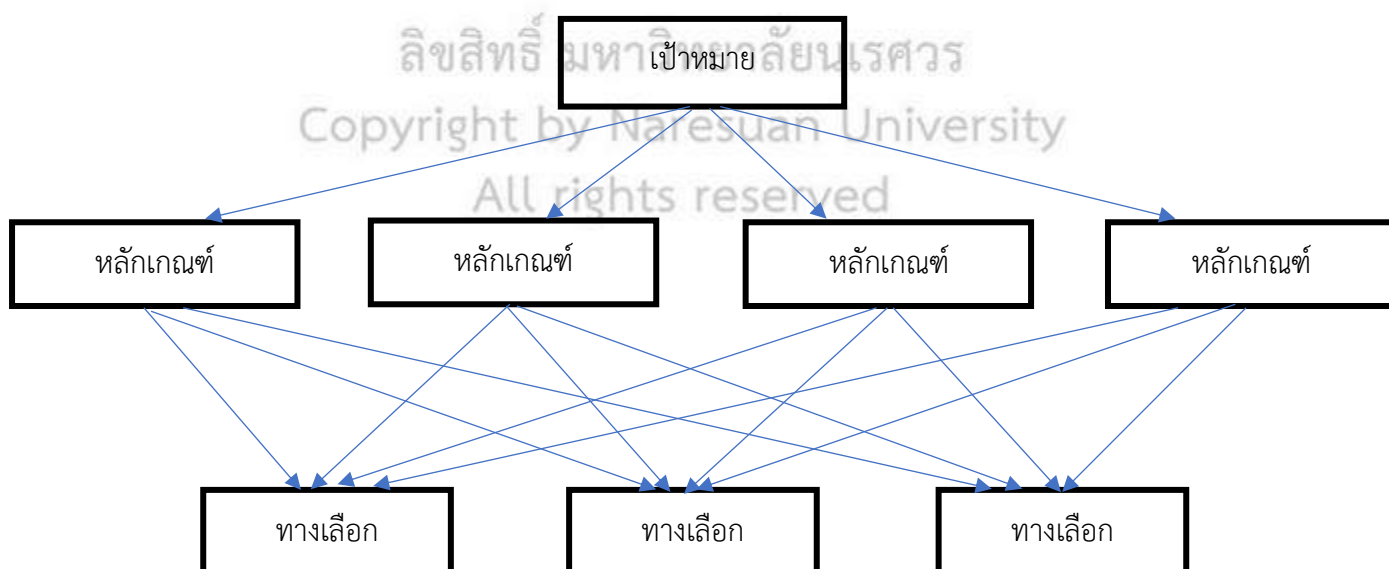 ลิขสิทธิ์ มหาวิทยาลัยนเรศวร
เป้าหมาย
Copyright by Naresuan University
All rights reserved
หลักเกณฑ์
หลักเกณฑ์
หลักเกณฑ์
หลักเกณฑ์
ทางเลือก
ทางเลือก
ทางเลือก